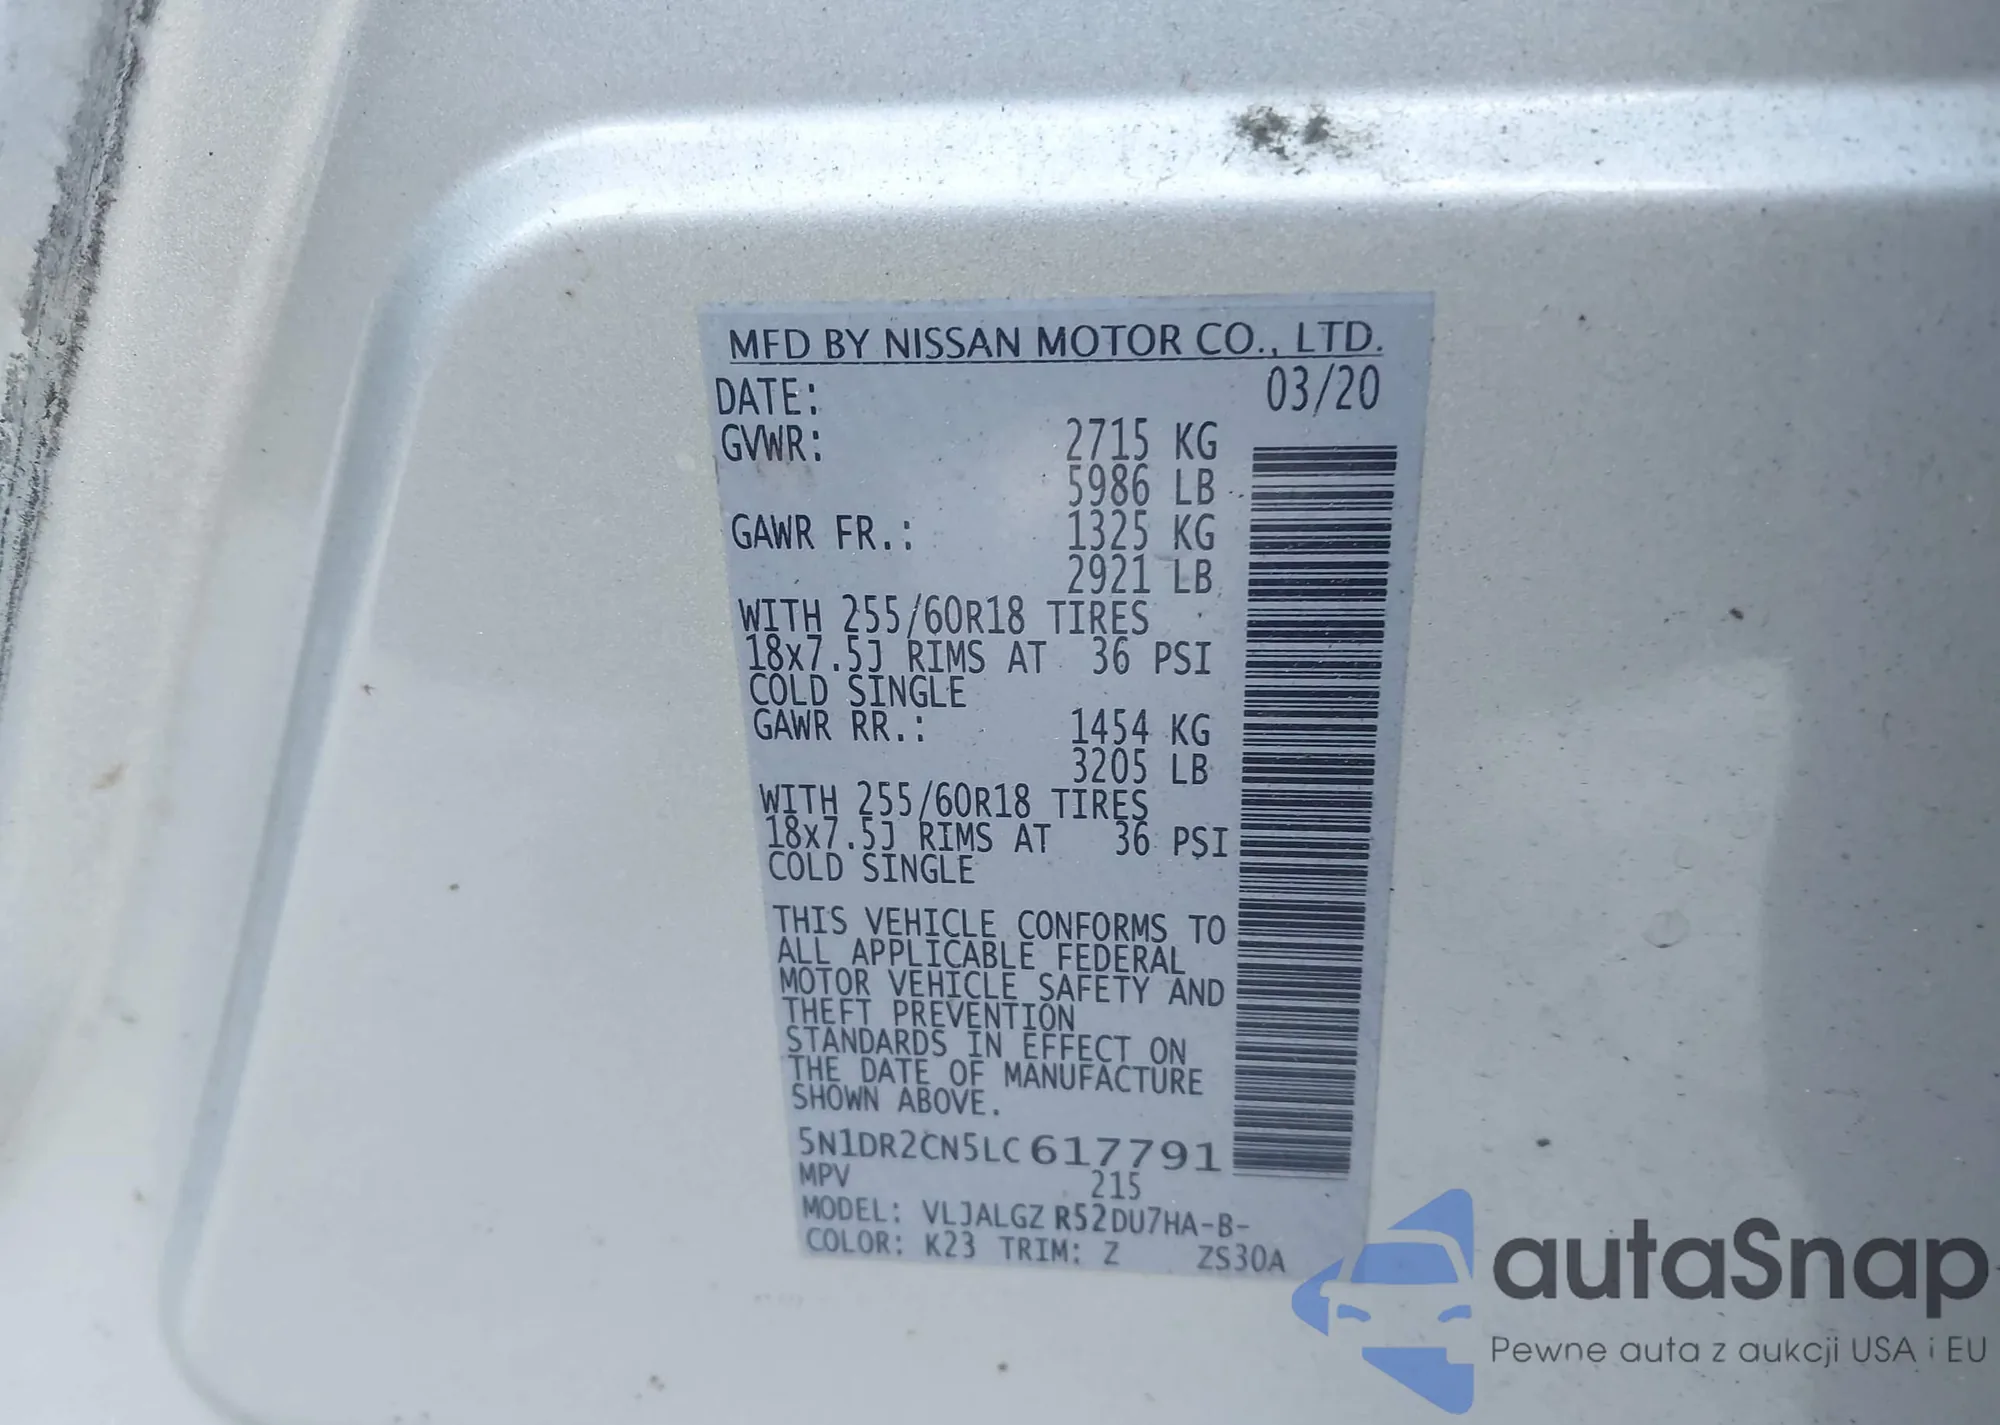 MFD BY NISSAN MOTOR CO., LTD.
DATE: 03/20
GVWR: 2715 KG
5986 LB
GAWR FR.: 1325 KG
2921 LB
WITH 255/60R18 TIRES
18x7.5J RIMS AT 36 PSI
COLD SINGLE
GAWR RR.: 1454 KG
3205 LB
WITH 255/60R18 TIRES
18x7.5J RIMS AT 36 PSI
COLD SINGLE
THIS VEHICLE CONFORMS TO
ALL APPLICABLE FEDERAL
MOTOR VEHICLE SAFETY AND
THEFT PREVENTION
STANDARDS IN EFFECT ON
THE DATE OF MANUFACTURE
SHOWN ABOVE.
5N1DR2CN5LC617791
MPV 215
MODEL: VLJALGZ R52DU7HA-B-
COLOR: K23 TRIM: Z ZS30A
autaSnap
Pewne auta z aukcji USA i EU